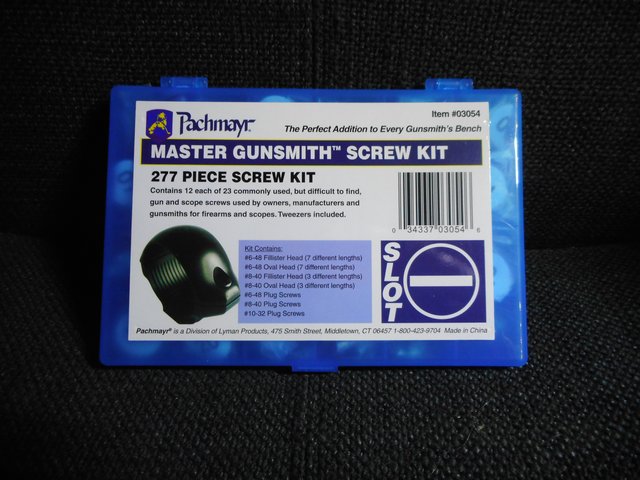 Item #03054
Pachmayr®
The Perfect Addition to Every Gunsmith's Bench
MASTER GUNSMITH™ SCREW KIT
277 PIECE SCREW KIT
Contains 12 each of 23 commonly used, but difficult to find,
gun and scope screws used by owners, manufacturers and
gunsmiths for firearms and scopes. Tweezers included.
0 34337 03054 6
Kit Contains:
#6-48 Fillister Head (7 different lengths)
#6-48 Oval Head (7 different lengths)
#8-40 Fillister Head (3 different lengths)
#8-40 Oval Head (3 different lengths)
#6-48 Plug Screws
#8-40 Plug Screws
#10-32 Plug Screws
SLOT
Pachmayr® is a Division of Lyman Products, 475 Smith Street, Middletown, CT 06457 1-800-423-9704 Made in China